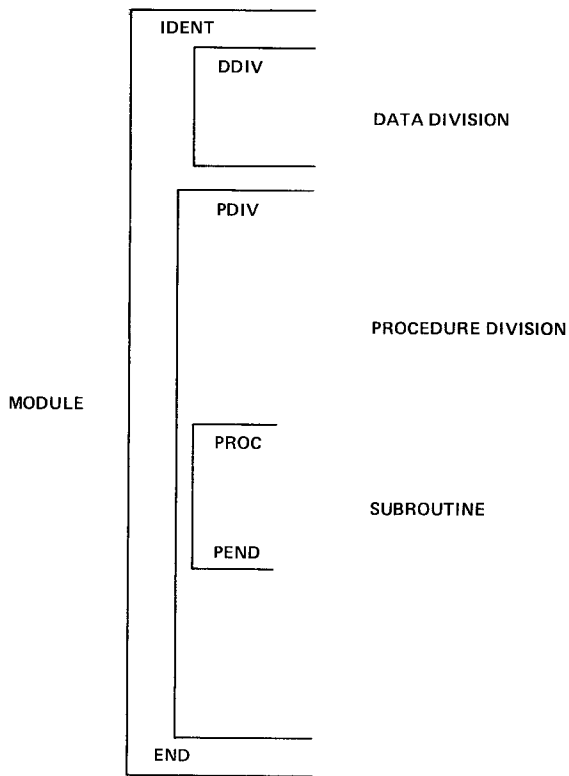 IDENT
DDIV
DATA DIVISION
PDIV
PROCEDURE DIVISION
MODULE
PROC
SUBROUTINE
PEND
END